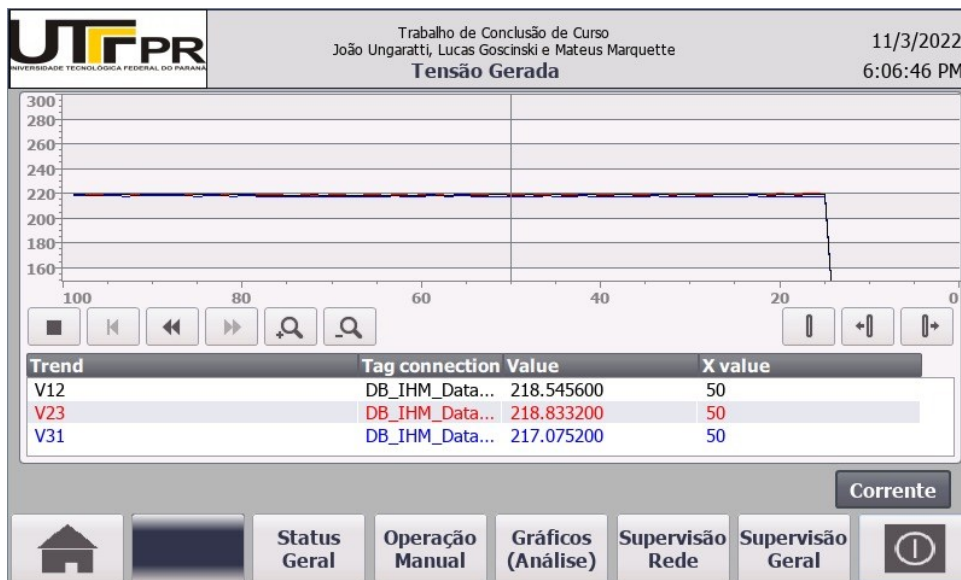 UTFPR
UNIVERSIDADE TECNOLÓGICA FEDERAL DO PARANÁ
Trabalho de Conclusão de Curso
João Ungaratti, Lucas Goscinski e Mateus Marquette
Tensão Gerada
11/3/2022
6:06:46 PM
300
280
260
240
220
200
180
160
100 80 60 40 20 0
Trend Tag connection Value X value
V12 DB_IHM_Data... 218.545600 50
V23 DB_IHM_Data... 218.833200 50
V31 DB_IHM_Data... 217.075200 50
Corrente
Status Geral
Operação Manual
Gráficos (Análise)
Supervisão Rede
Supervisão Geral